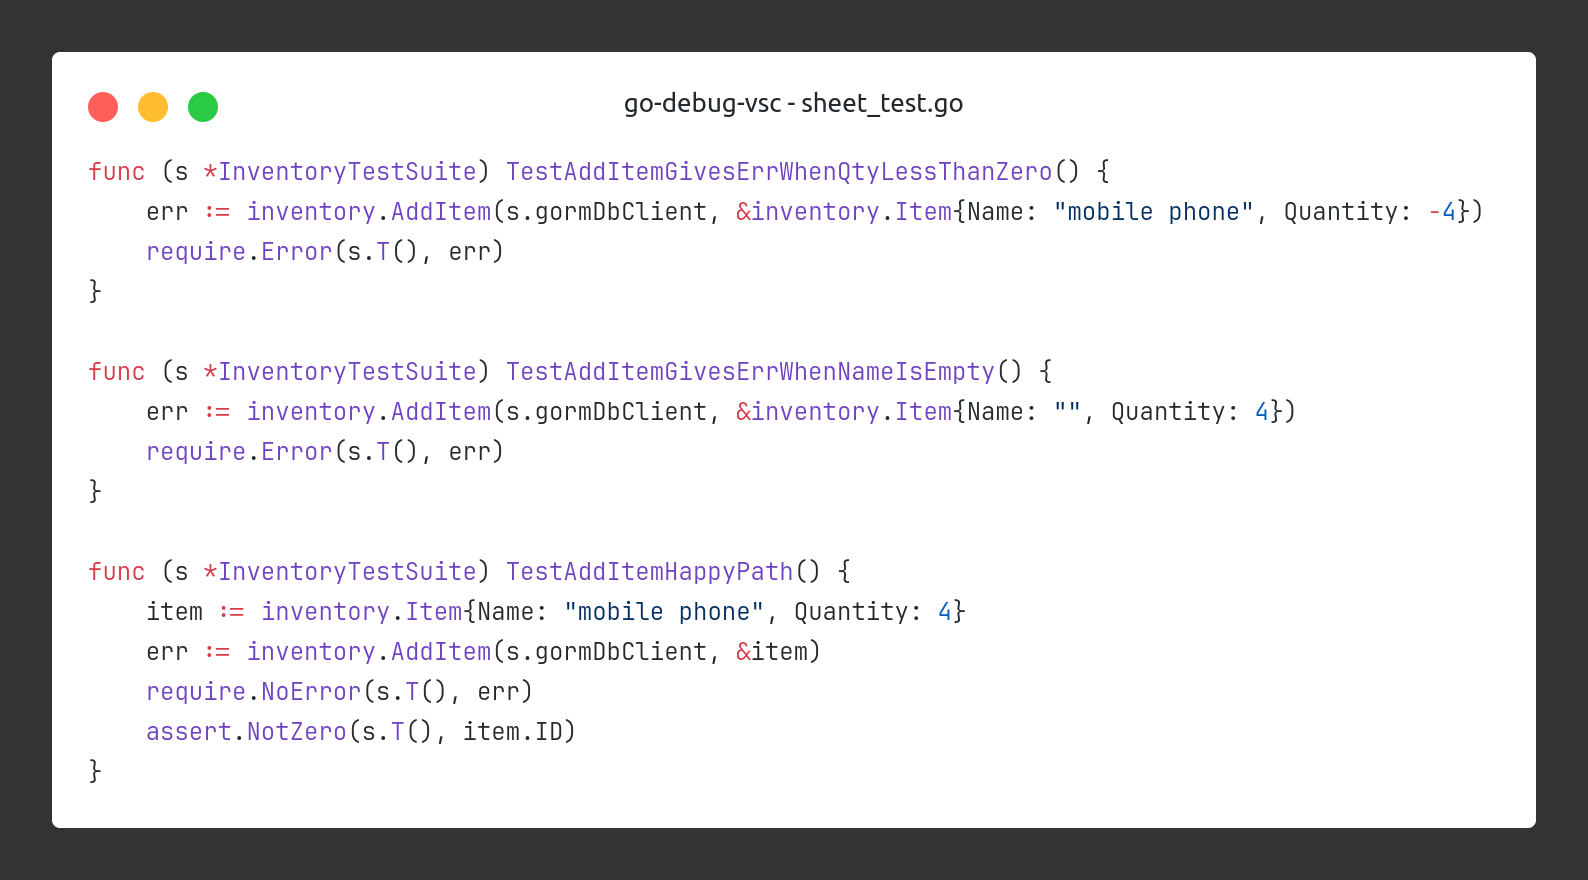 go-debug-vsc - sheet_test.go
func (s *InventoryTestSuite) TestAddItemGivesErrWhenQtyLessThanZero() {
    err := inventory.AddItem(s.gormDbClient, &inventory.Item{Name: "mobile phone", Quantity: -4})
    require.Error(s.T(), err)
}

func (s *InventoryTestSuite) TestAddItemGivesErrWhenNameIsEmpty() {
    err := inventory.AddItem(s.gormDbClient, &inventory.Item{Name: "", Quantity: 4})
    require.Error(s.T(), err)
}

func (s *InventoryTestSuite) TestAddItemHappyPath() {
    item := inventory.Item{Name: "mobile phone", Quantity: 4}
    err := inventory.AddItem(s.gormDbClient, &item)
    require.NoError(s.T(), err)
    assert.NotZero(s.T(), item.ID)
}